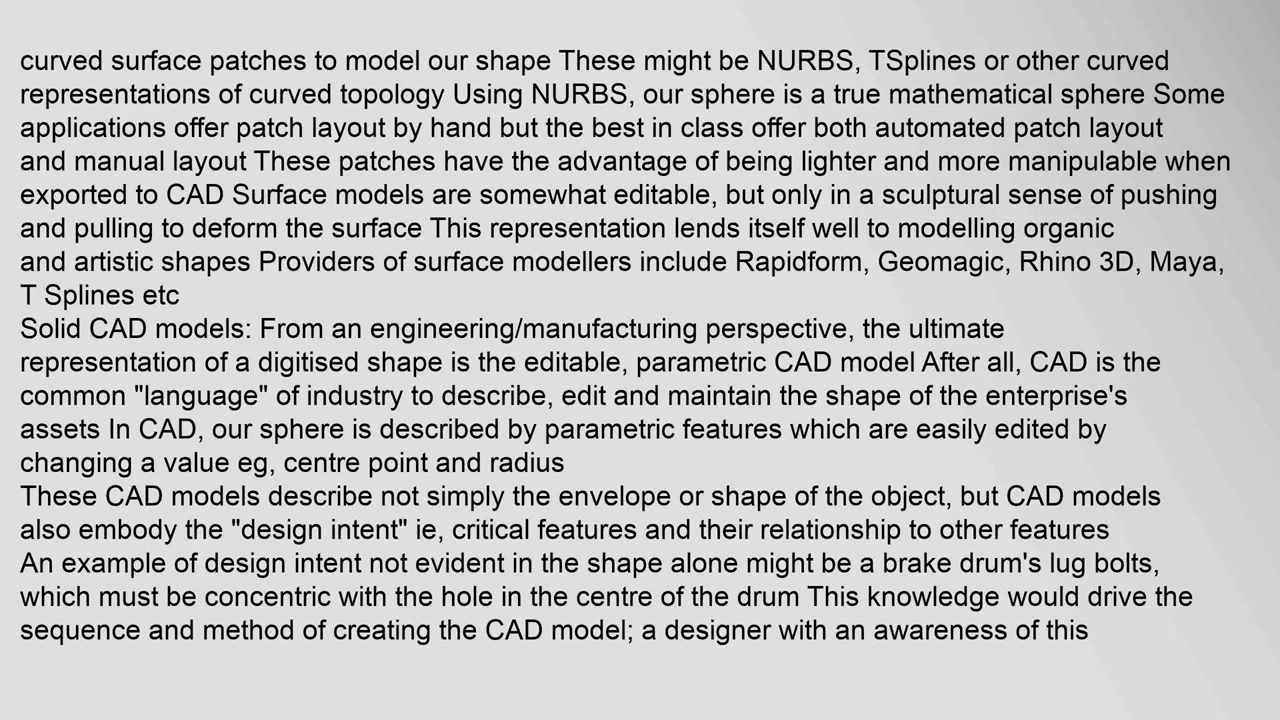 curved surface patches to model our shape These might be NURBS, TSplines or other curved
representations of curved topology Using NURBS, our sphere is a true mathematical sphere Some
applications offer patch layout by hand but the best in class offer both automated patch layout
and manual layout These patches have the advantage of being lighter and more manipulable when
exported to CAD Surface models are somewhat editable, but only in a sculptural sense of pushing
and pulling to deform the surface This representation lends itself well to modelling organic
and artistic shapes Providers of surface modellers include Rapidform, Geomagic, Rhino 3D, Maya,
T Splines etc
Solid CAD models: From an engineering/manufacturing perspective, the ultimate
representation of a digitised shape is the editable, parametric CAD model After all, CAD is the
common "language" of industry to describe, edit and maintain the shape of the enterprise's
assets In CAD, our sphere is described by parametric features which are easily edited by
changing a value eg, centre point and radius
These CAD models describe not simply the envelope or shape of the object, but CAD models
also embody the "design intent" ie, critical features and their relationship to other features
An example of design intent not evident in the shape alone might be a brake drum's lug bolts,
which must be concentric with the hole in the centre of the drum This knowledge would drive the
sequence and method of creating the CAD model; a designer with an awareness of this